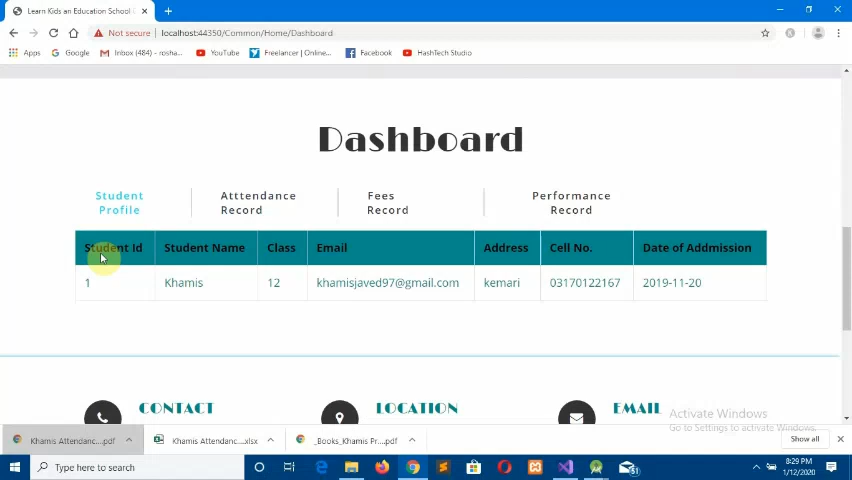 Learn Kids an Education School
Not secure
localhost:44350/Common/Home/Dashboard
Apps
Google
Inbox (484) - rosha...
YouTube
Freelancer | Online...
Facebook
HashTech Studio
Dashboard
Student Profile
Atttendance Record
Fees Record
Performance Record
Student Id Student Name Class Email Address Cell No. Date of Addmission
1 Khamis 12 khamisjaved97@gmail.com kemari 03170122167 2019-11-20
CONTACT
LOCATION
EMAIL
Activate Windows
Go to Settings to activate Windows.
Khamis Attendanc....pdf
Khamis Attendanc...xlsx
_Books_Khamis Pr....pdf
Show all
Type here to search
51
8:29 PM
1/12/2020